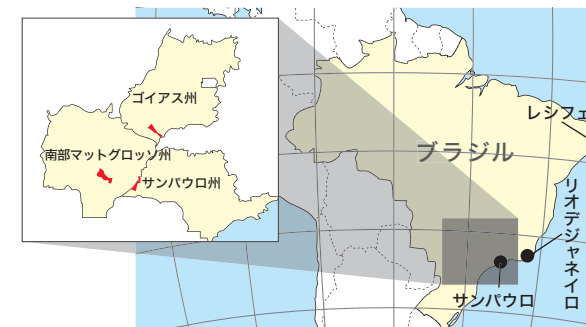 ゴイアス州
南部マットグロッソ州
サンパウロ州
ブラジル
レシフェ
リオデジャネイロ
サンパウロ